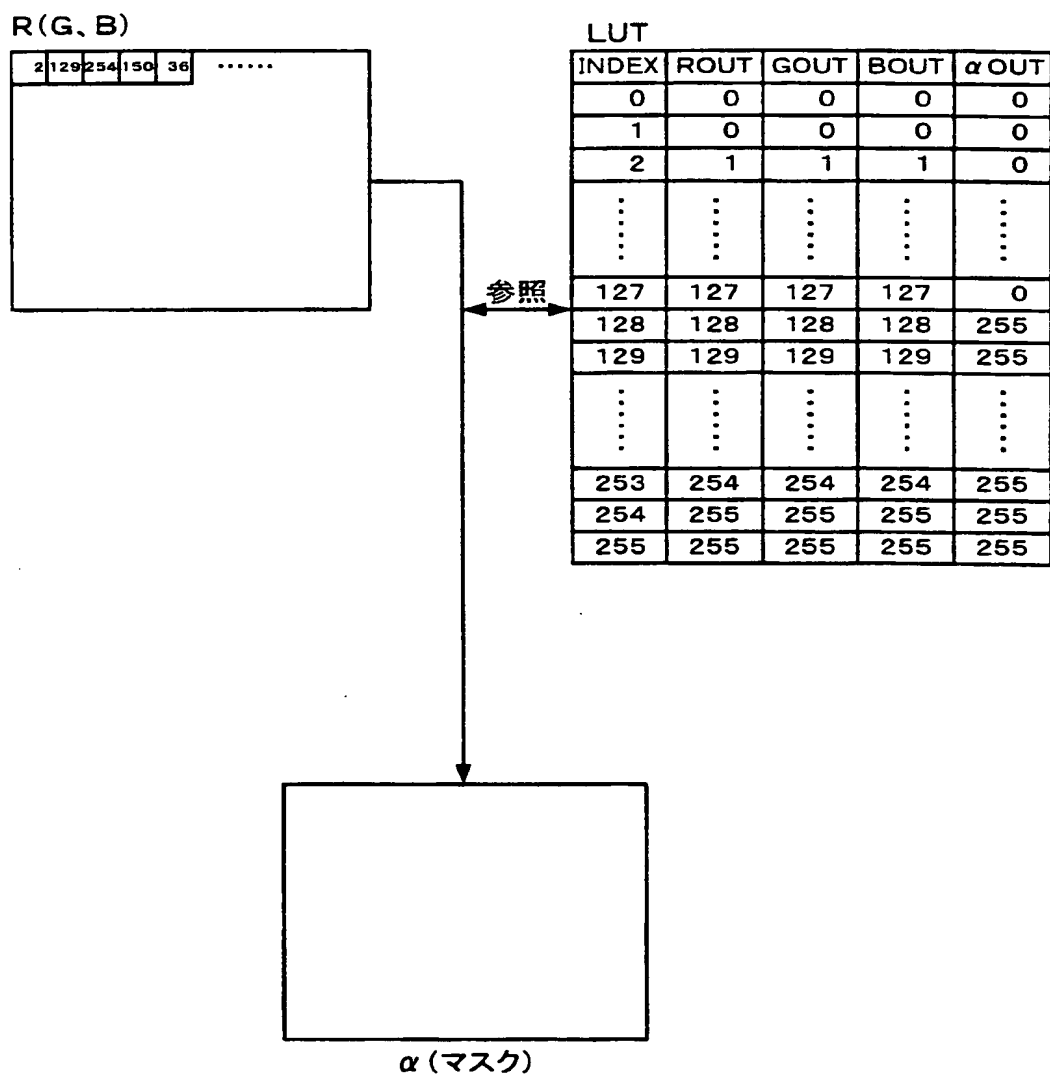 R(G、B)
2 129 254 150 36 ……
LUT
INDEX ROUT GOUT BOUT αOUT
0 0 0 0 0
1 0 0 0 0
2 1 1 1 0
⋮ ⋮ ⋮ ⋮ ⋮
127 127 127 127 0
128 128 128 128 255
129 129 129 129 255
⋮ ⋮ ⋮ ⋮ ⋮
253 254 254 254 255
254 255 255 255 255
255 255 255 255 255
参照
α(マスク)